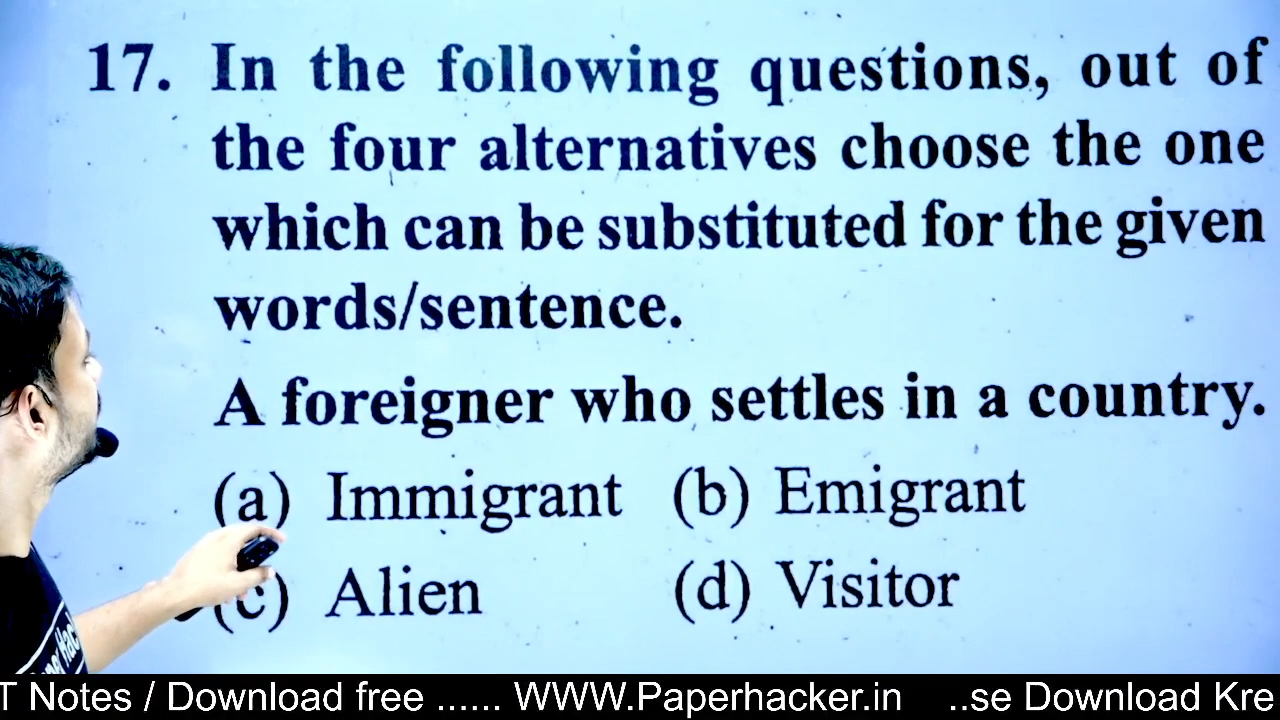 17. In the following questions, out of
the four alternatives choose the one
which can be substituted for the given
words/sentence.
A foreigner who settles in a country.
(a) Immigrant (b) Emigrant
(c) Alien (d) Visitor
T Notes / Download free ...... WWW.Paperhacker.in ..se Download Kre